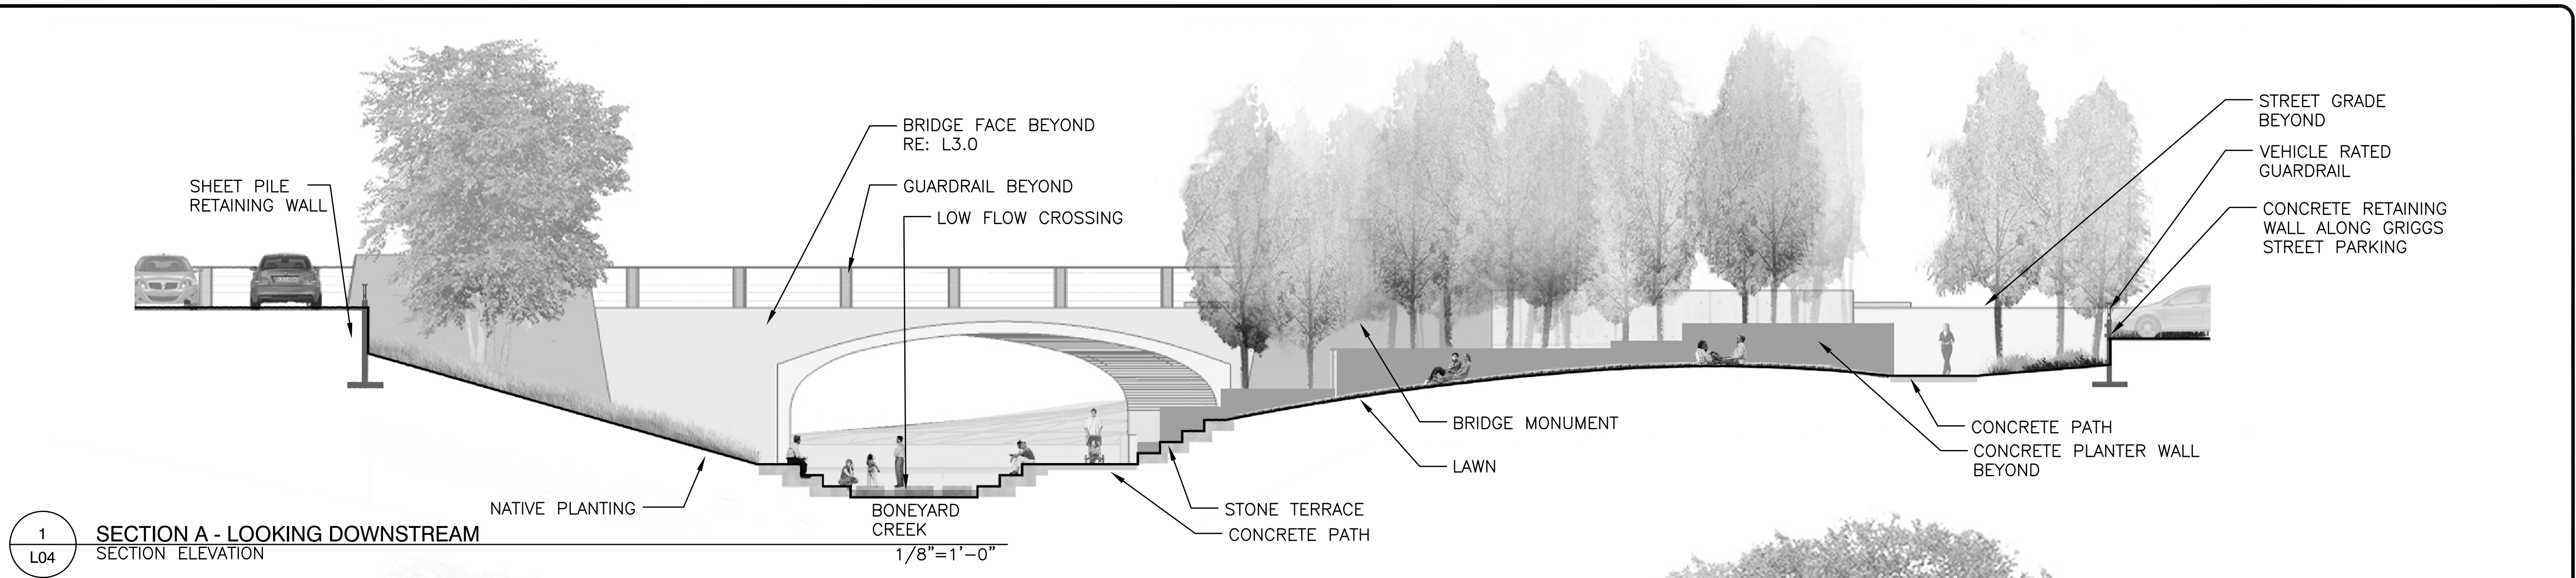 SHEET PILE
RETAINING WALL
BRIDGE FACE BEYOND
RE: L3.0
GUARDRAIL BEYOND
LOW FLOW CROSSING
STREET GRADE
BEYOND
VEHICLE RATED
GUARDRAIL
CONCRETE RETAINING
WALL ALONG GRIGGS
STREET PARKING
BRIDGE MONUMENT
LAWN
CONCRETE PATH
CONCRETE PLANTER WALL
BEYOND
NATIVE PLANTING
BONEYARD
CREEK
STONE TERRACE
CONCRETE PATH
1
L04
SECTION A - LOOKING DOWNSTREAM
SECTION ELEVATION
1/8"=1'-0"